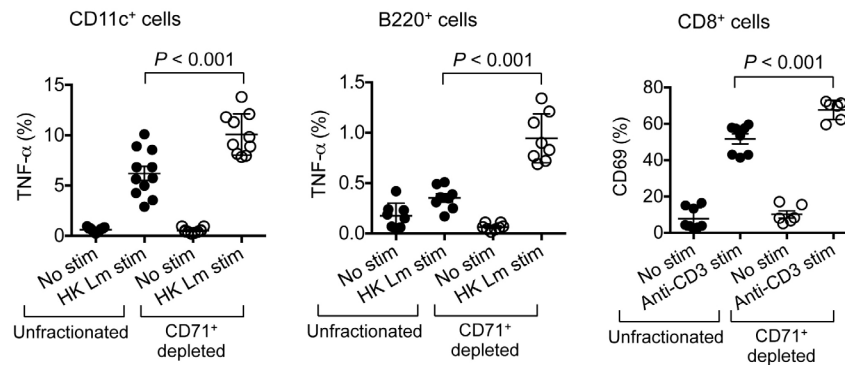 CD11c⁺ cells
P < 0.001
TNF-α (%)
15
10
5
0
No stim
HK Lm stim
No stim
HK Lm stim
Unfractionated
CD71⁺
depleted
B220⁺ cells
P < 0.001
TNF-α (%)
1.5
1.0
0.5
0.0
No stim
HK Lm stim
No stim
HK Lm stim
Unfractionated
CD71⁺
depleted
CD8⁺ cells
P < 0.001
CD69 (%)
80
60
40
20
0
No stim
Anti-CD3 stim
No stim
Anti-CD3 stim
Unfractionated
CD71⁺
depleted